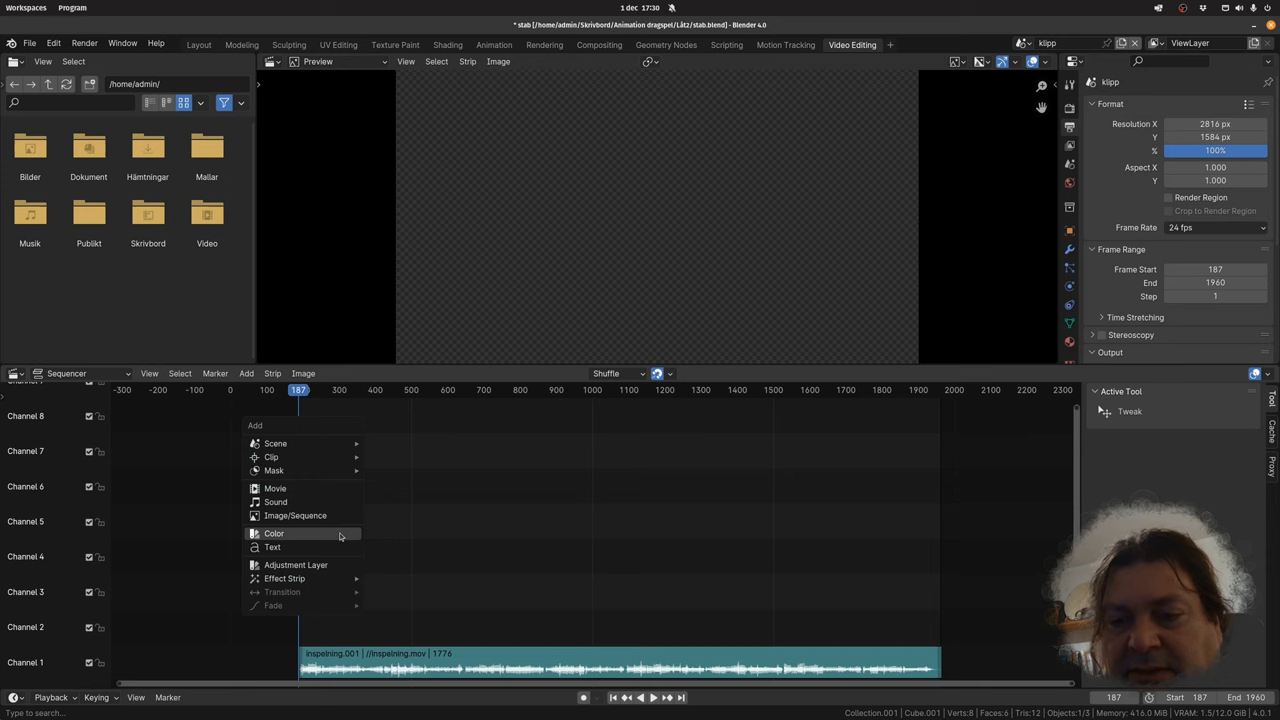 Workspaces Program 1 dec 17:30
* stab [/home/admin/Skrivbord/Animation dragspel/Låt2/stab.blend] - Blender 4.0
File Edit Render Window Help Layout Modeling Sculpting UV Editing Texture Paint Shading Animation Rendering Compositing Geometry Nodes Scripting Motion Tracking Video Editing + klipp ViewLayer
View Select Preview View Select Strip Image
/home/admin/ klipp
Format
Bilder Dokument Hämtningar Mallar
Musik Publikt Skrivbord Video
Resolution X 2816 px
Y 1584 px
% 100%
Aspect X 1.000
Y 1.000
Render Region
Crop to Render Region
Frame Rate 24 fps
Frame Range
Frame Start 187
End 1960
Step 1
Time Stretching
Stereoscopy
Output
Sequencer View Select Marker Add Strip Image Shuffle
-300 -200 -100 0 187 300 400 500 600 700 800 900 1000 1100 1200 1300 1400 1500 1600 1700 1800 1900 2000 2100 2200 2300
Active Tool
Tweak
Tool
Cache
Proxy
Channel 8
Channel 7
Channel 6
Channel 5
Channel 4
Channel 3
Channel 2
Channel 1
Add
Scene
Clip
Mask
Movie
Sound
Image/Sequence
Color
Text
Adjustment Layer
Effect Strip
Transition
Fade
inspelning.001 | //inspelning.mov | 1776
Playback Keying View Marker 187 Start 187 End 1960
Type to search... Collection.001 | Cube.001 | Verts:8 | Faces:6 | Tris:12 | Objects:1/3 | Memory: 416.0 MiB | VRAM: 1.5/12.0 GiB | 4.0.1